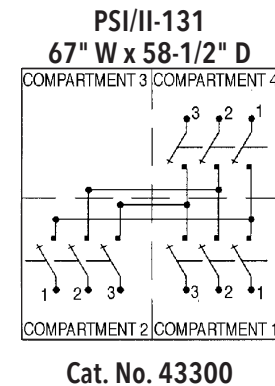 PSI/II-131
67" W x 58-1/2" D
COMPARTMENT 3 COMPARTMENT 4
3 2 1
1 2 3 3 2 1
COMPARTMENT 2 COMPARTMENT 1
Cat. No. 43300